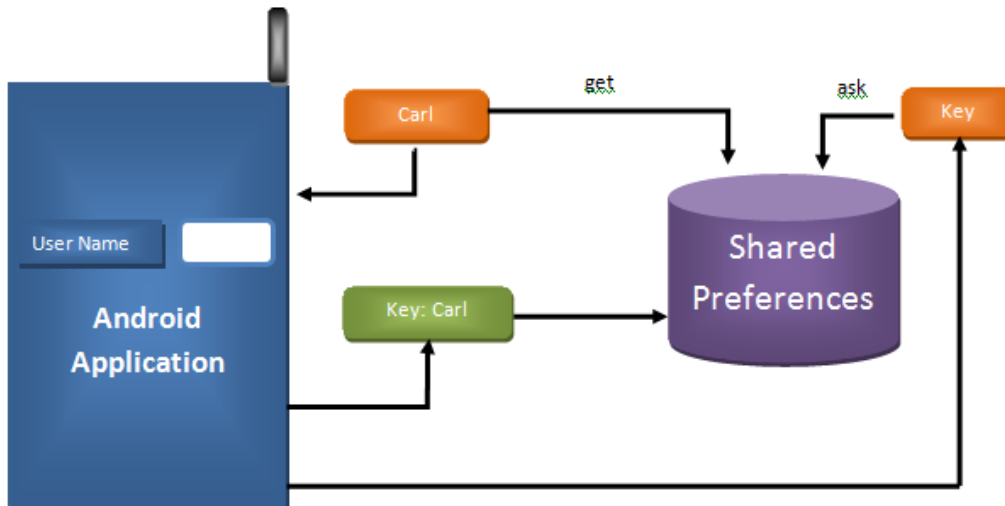 get
ask
Carl
Key
User Name
Shared
Preferences
Key: Carl
Android
Application